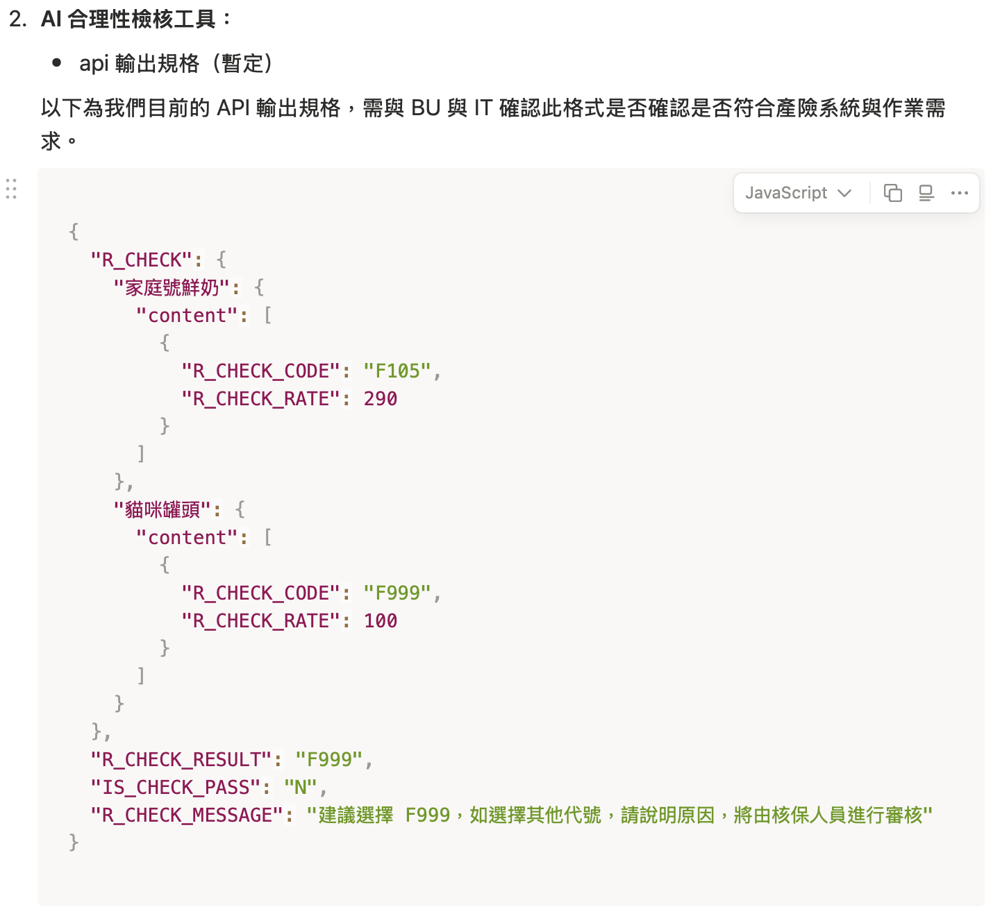 2. AI 合理性檢核工具：
• api 輸出規格（暫定）
以下為我們目前的 API 輸出規格，需與 BU 與 IT 確認此格式是否確認是否符合產險系統與作業需
求。
JavaScript
{
  "R_CHECK": {
    "家庭號鮮奶": {
      "content": [
        {
          "R_CHECK_CODE": "F105",
          "R_CHECK_RATE": 290
        }
      ]
    },
    "貓咪罐頭": {
      "content": [
        {
          "R_CHECK_CODE": "F999",
          "R_CHECK_RATE": 100
        }
      ]
    }
  },
  "R_CHECK_RESULT": "F999",
  "IS_CHECK_PASS": "N",
  "R_CHECK_MESSAGE": "建議選擇 F999，如選擇其他代號，請說明原因，將由核保人員進行審核"
}